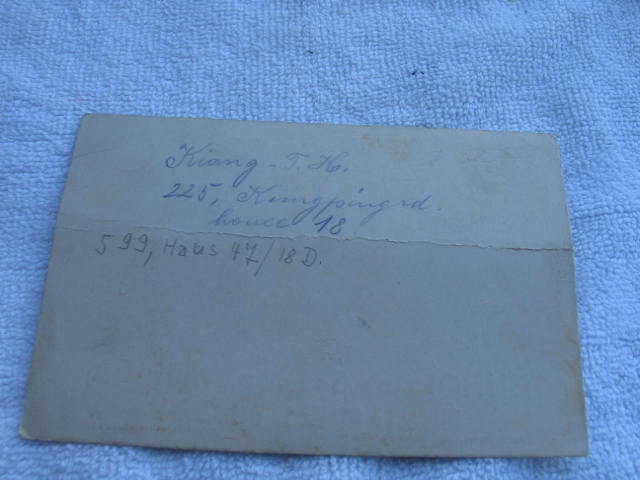 Kiang - T. H.
225, Kungpingrd.
house 18.
599, Haus 47/18 D.